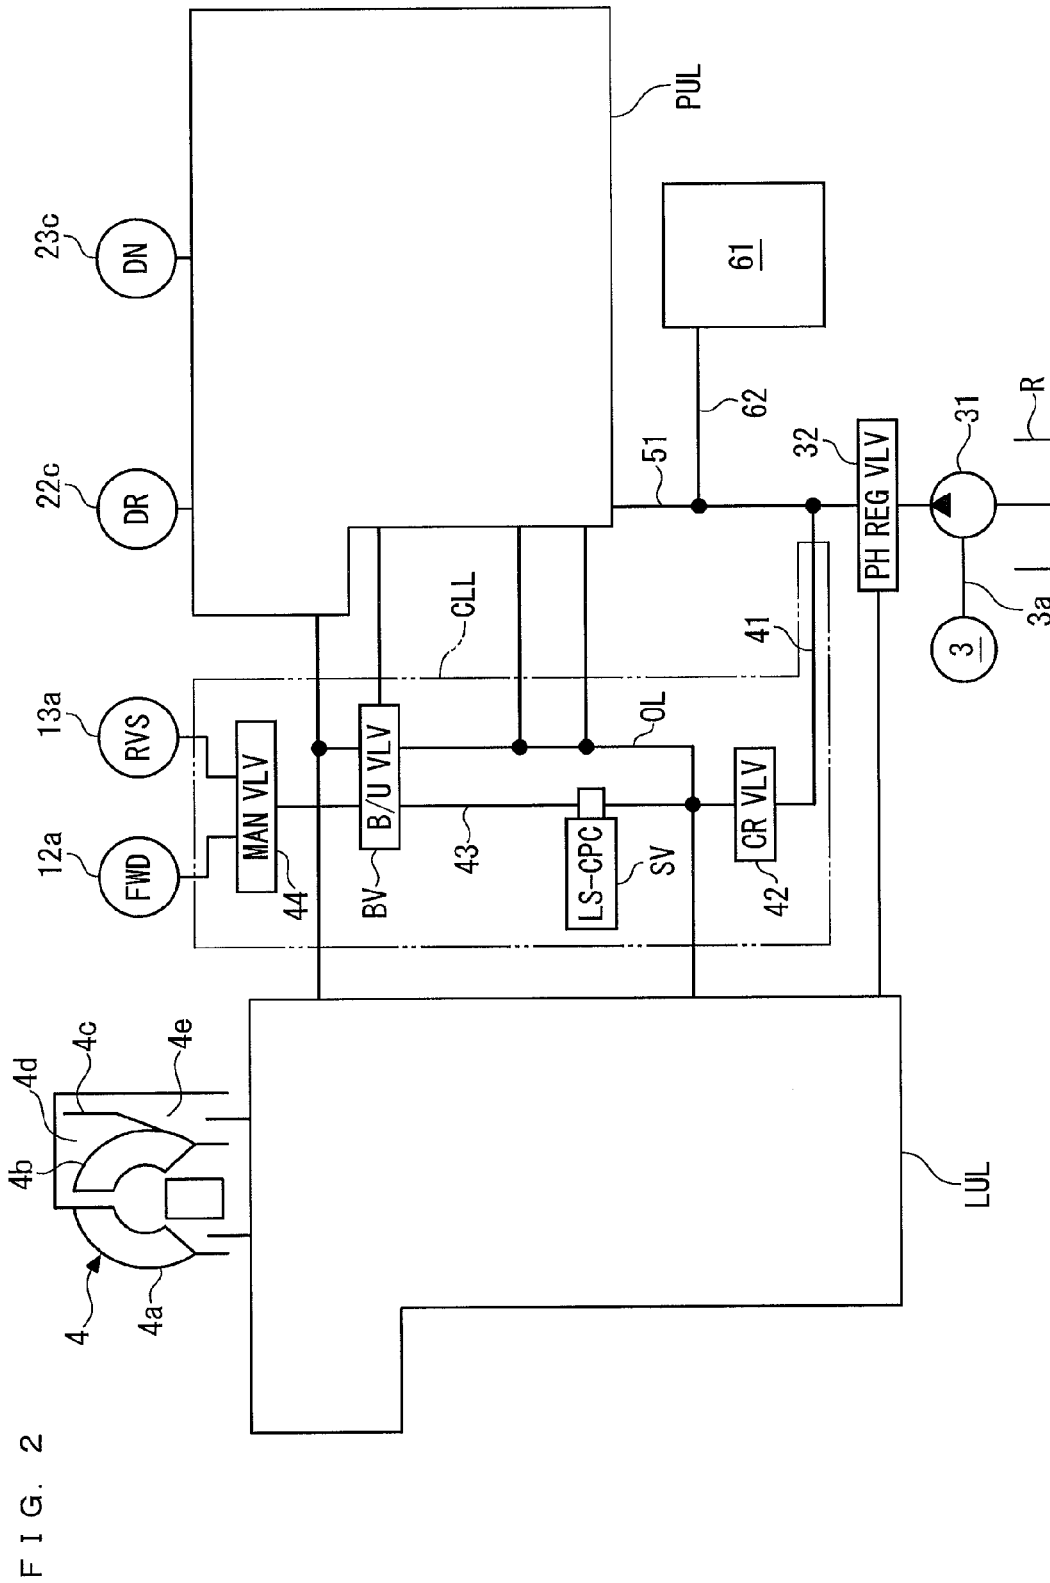 FIG. 2
4
4a
4b
4d
4c
4e
12a
FWD
13a
RVS
22c
DR
23c
DN
MAN VLV
44
CLL
BV
B/U VLV
43
OL
LS-CPC
SV
CR VLV
42
41
51
62
61
PUL
PH REG VLV
32
31
R
3
3a
LUL